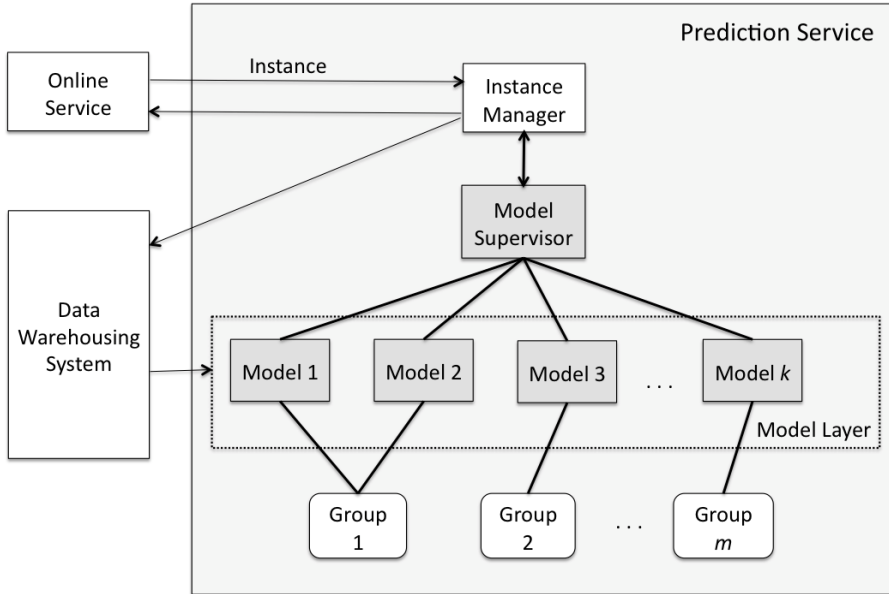 Prediction Service
Online
Service
Instance
Instance
Manager
Model
Supervisor
Data
Warehousing
System
Model 1
Model 2
Model 3
. . .
Model k
Model Layer
Group
1
Group
2
. . .
Group
m